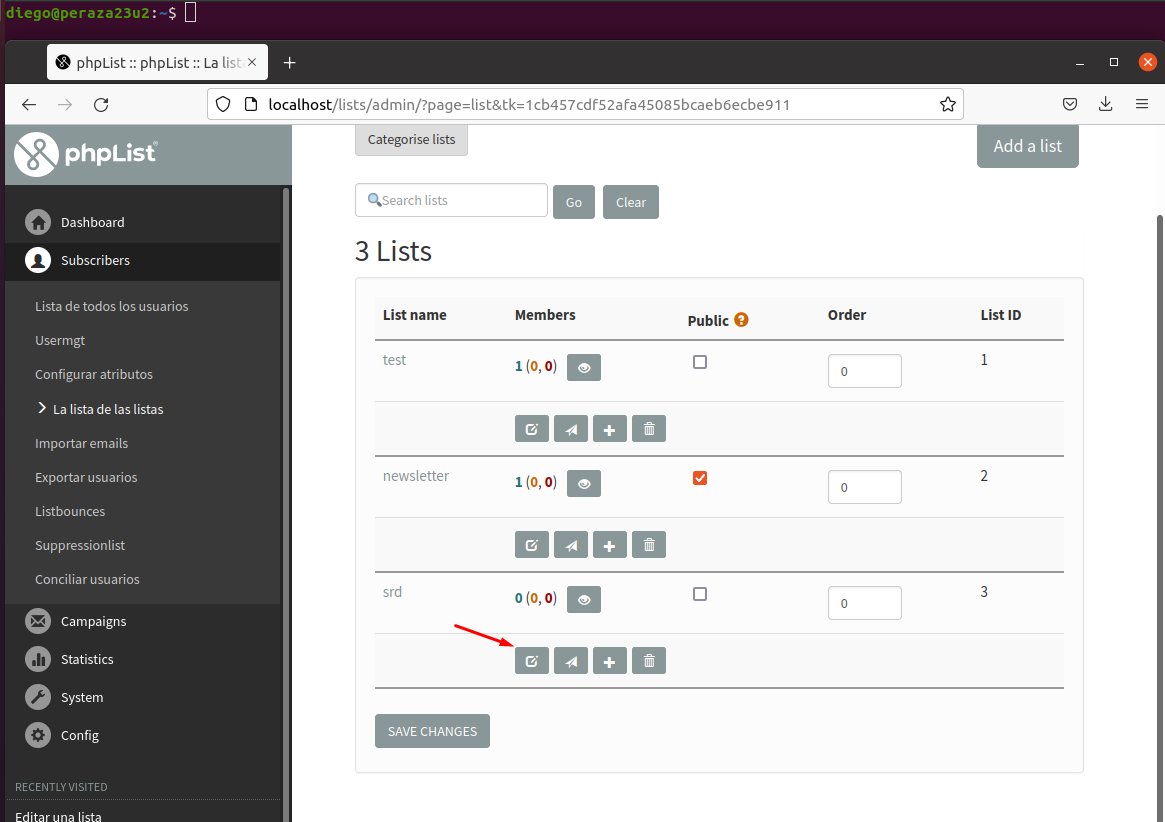 diego@peraza23u2:~$
phpList :: phpList :: La lista
localhost/lists/admin/?page=list&tk=1cb457cdf52afa45085bcaeb6ecbe911
phpList
Categorise lists
Add a list
Search lists
Go
Clear
Dashboard
Subscribers
Lista de todos los usuarios
Usermgt
Configurar atributos
La lista de las listas
Importar emails
Exportar usuarios
Listbounces
Suppressionlist
Conciliar usuarios
Campaigns
Statistics
System
Config
RECENTLY VISITED
Editar una lista
3 Lists
List name Members Public ? Order List ID
test 1 (0, 0) 0 1
newsletter 1 (0, 0) 0 2
srd 0 (0, 0) 0 3
SAVE CHANGES